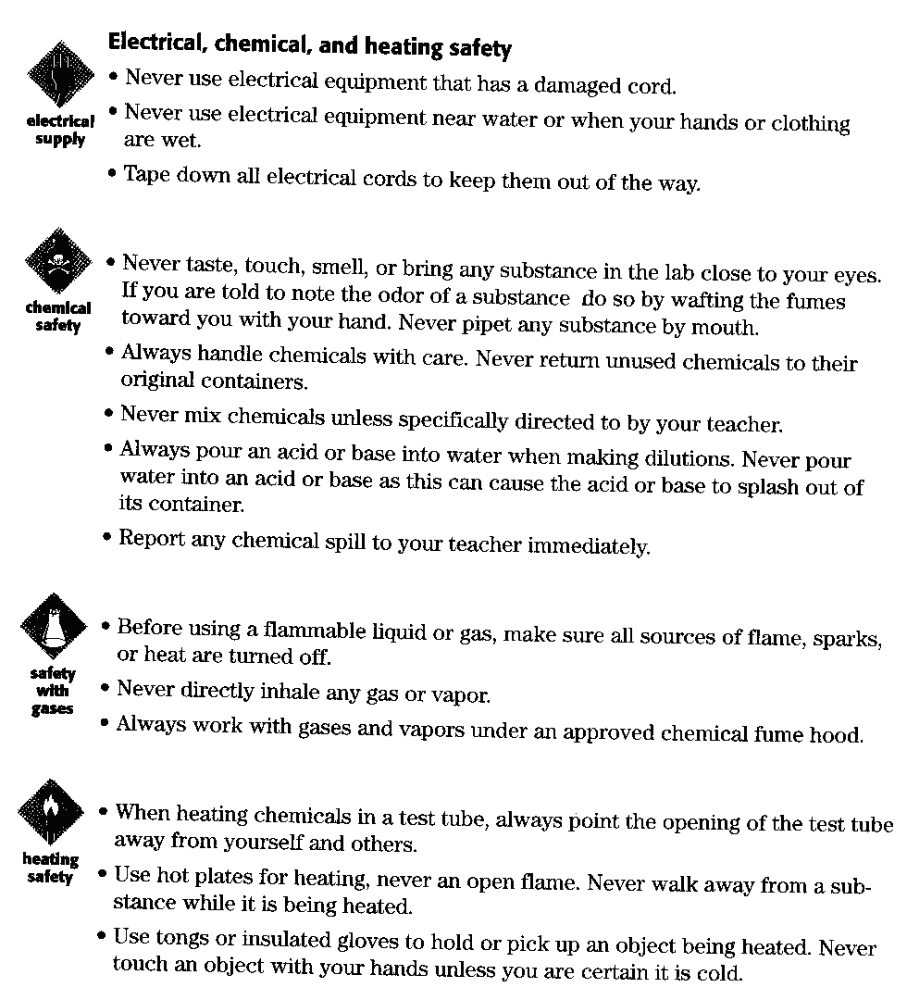 Electrical, chemical, and heating safety
electrical
supply
• Never use electrical equipment that has a damaged cord.
• Never use electrical equipment near water or when your hands or clothing
are wet.
• Tape down all electrical cords to keep them out of the way.
chemical
safety
• Never taste, touch, smell, or bring any substance in the lab close to your eyes.
If you are told to note the odor of a substance do so by wafting the fumes
toward you with your hand. Never pipet any substance by mouth.
• Always handle chemicals with care. Never return unused chemicals to their
original containers.
• Never mix chemicals unless specifically directed to by your teacher.
• Always pour an acid or base into water when making dilutions. Never pour
water into an acid or base as this can cause the acid or base to splash out of
its container.
• Report any chemical spill to your teacher immediately.
safety
with
gases
• Before using a flammable liquid or gas, make sure all sources of flame, sparks,
or heat are turned off.
• Never directly inhale any gas or vapor.
• Always work with gases and vapors under an approved chemical fume hood.
heating
safety
• When heating chemicals in a test tube, always point the opening of the test tube
away from yourself and others.
• Use hot plates for heating, never an open flame. Never walk away from a sub-
stance while it is being heated.
• Use tongs or insulated gloves to hold or pick up an object being heated. Never
touch an object with your hands unless you are certain it is cold.